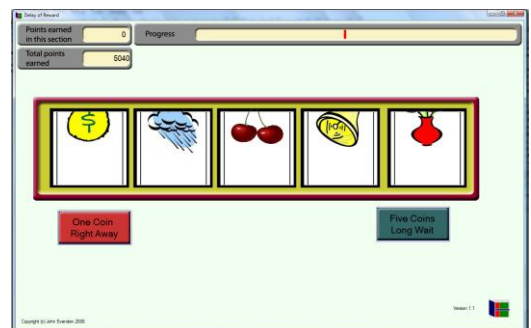 Delay of Reward
Points earned
in this section
0
Progress
Total points
earned
5040
One Coin
Right Away
Five Coins
Long Wait
Version 1.1
Copyright (c) John Evenden 2005